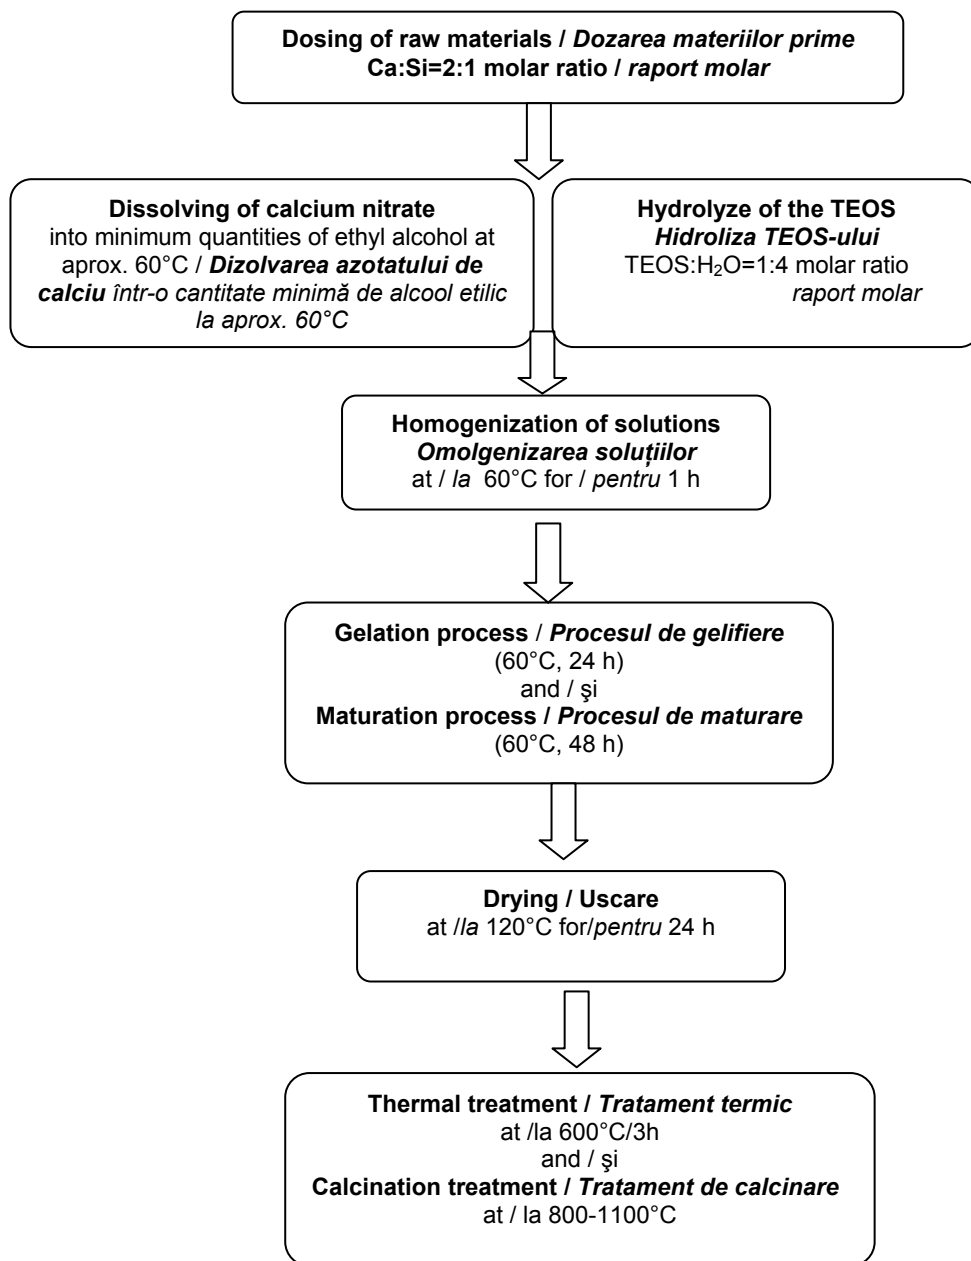 Dosing of raw materials / Dozarea materiilor prime
Ca:Si=2:1 molar ratio / raport molar
Dissolving of calcium nitrate
into minimum quantities of ethyl alcohol at
aprox. 60°C / Dizolvarea azotatului de
calciu într-o cantitate minimă de alcool etilic
la aprox. 60°C
Hydrolyze of the TEOS
Hidroliza TEOS-ului
TEOS:H₂O=1:4 molar ratio
raport molar
Homogenization of solutions
Omolgenizarea soluțiilor
at / la 60°C for / pentru 1 h
Gelation process / Procesul de gelifiere
(60°C, 24 h)
and / şi
Maturation process / Procesul de maturare
(60°C, 48 h)
Drying / Uscare
at /la 120°C for/pentru 24 h
Thermal treatment / Tratament termic
at /la 600°C/3h
and / şi
Calcination treatment / Tratament de calcinare
at / la 800-1100°C